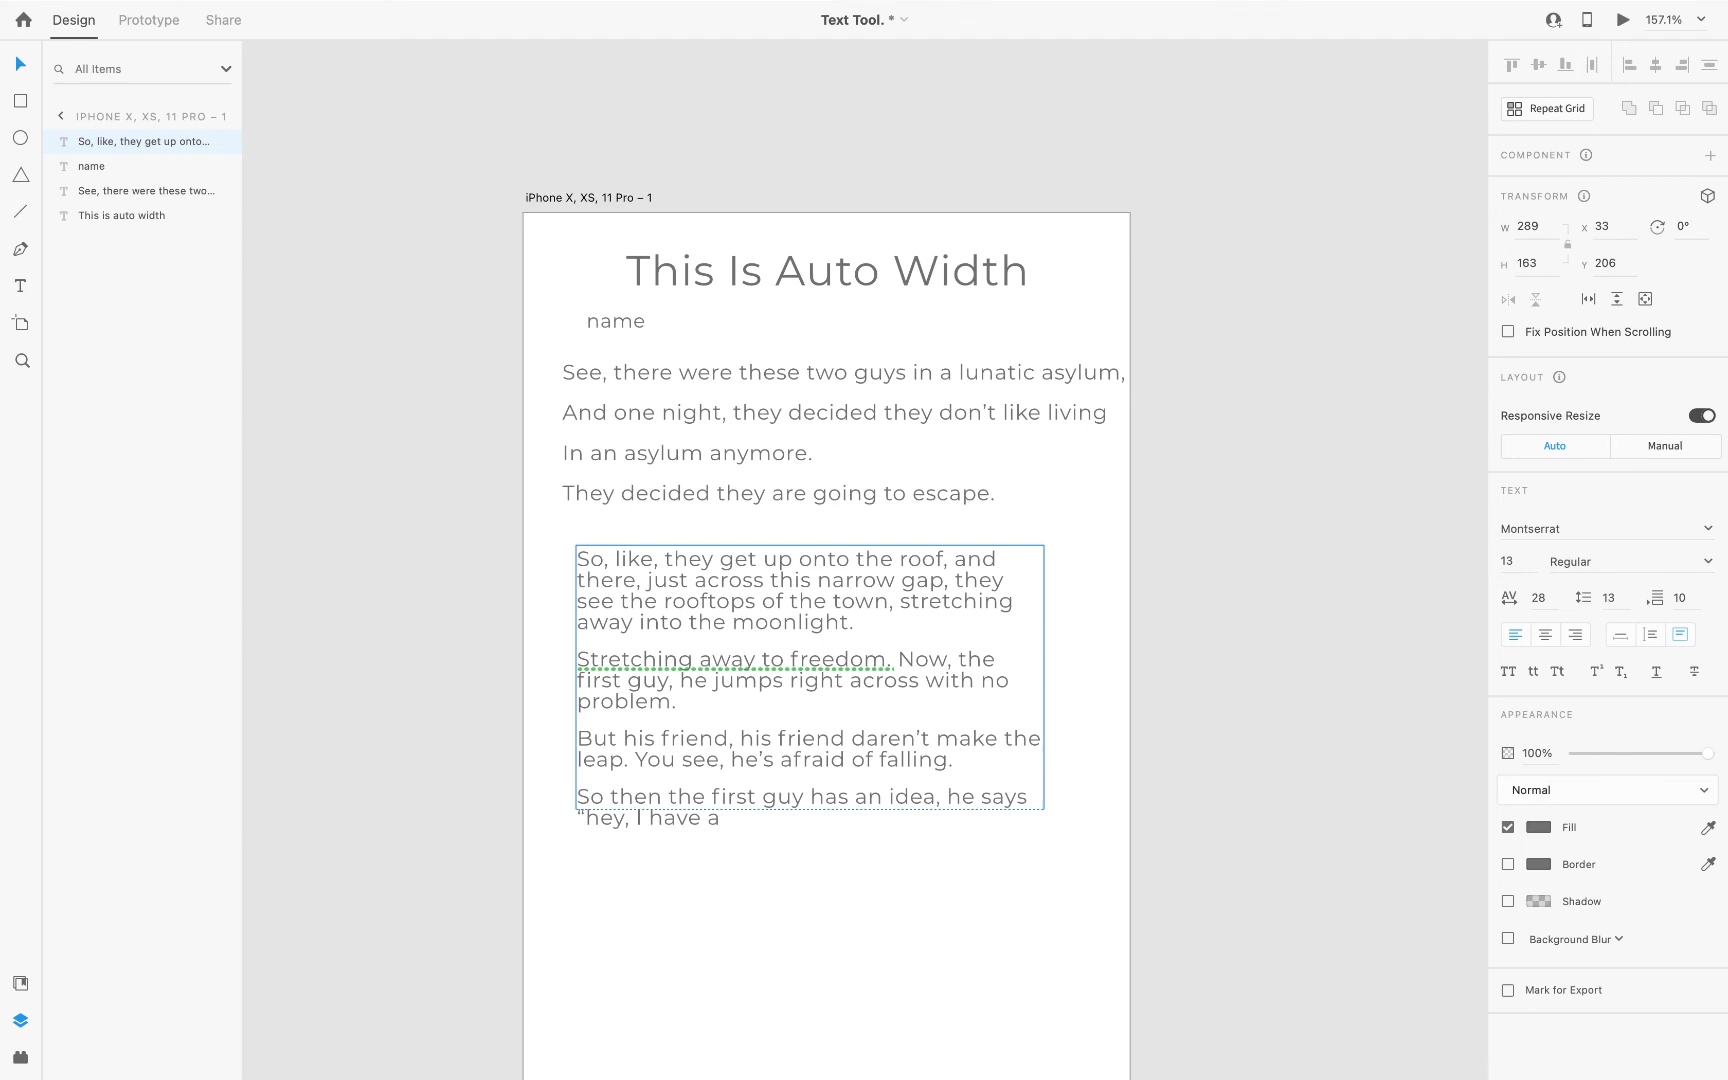 Design
Prototype
Share
Text Tool. *
157.1%
All Items
IPHONE X, XS, 11 PRO – 1
So, like, they get up onto...
name
See, there were these two...
This is auto width
iPhone X, XS, 11 Pro – 1
This Is Auto Width
name
See, there were these two guys in a lunatic asylum,
And one night, they decided they don’t like living
In an asylum anymore.
They decided they are going to escape.
So, like, they get up onto the roof, and
there, just across this narrow gap, they
see the rooftops of the town, stretching
away into the moonlight.
Stretching away to freedom. Now, the
first guy, he jumps right across with no
problem.
But his friend, his friend daren’t make the
leap. You see, he’s afraid of falling.
So then the first guy has an idea, he says
“hey, I have a
Repeat Grid
COMPONENT
TRANSFORM
W 289 X 33 0°
H 163 Y 206
Fix Position When Scrolling
LAYOUT
Responsive Resize
Auto Manual
TEXT
Montserrat
13 Regular
AV 28 13 10
TT tt Tt T¹ T₁ T T
APPEARANCE
100%
Normal
Fill
Border
Shadow
Background Blur
Mark for Export